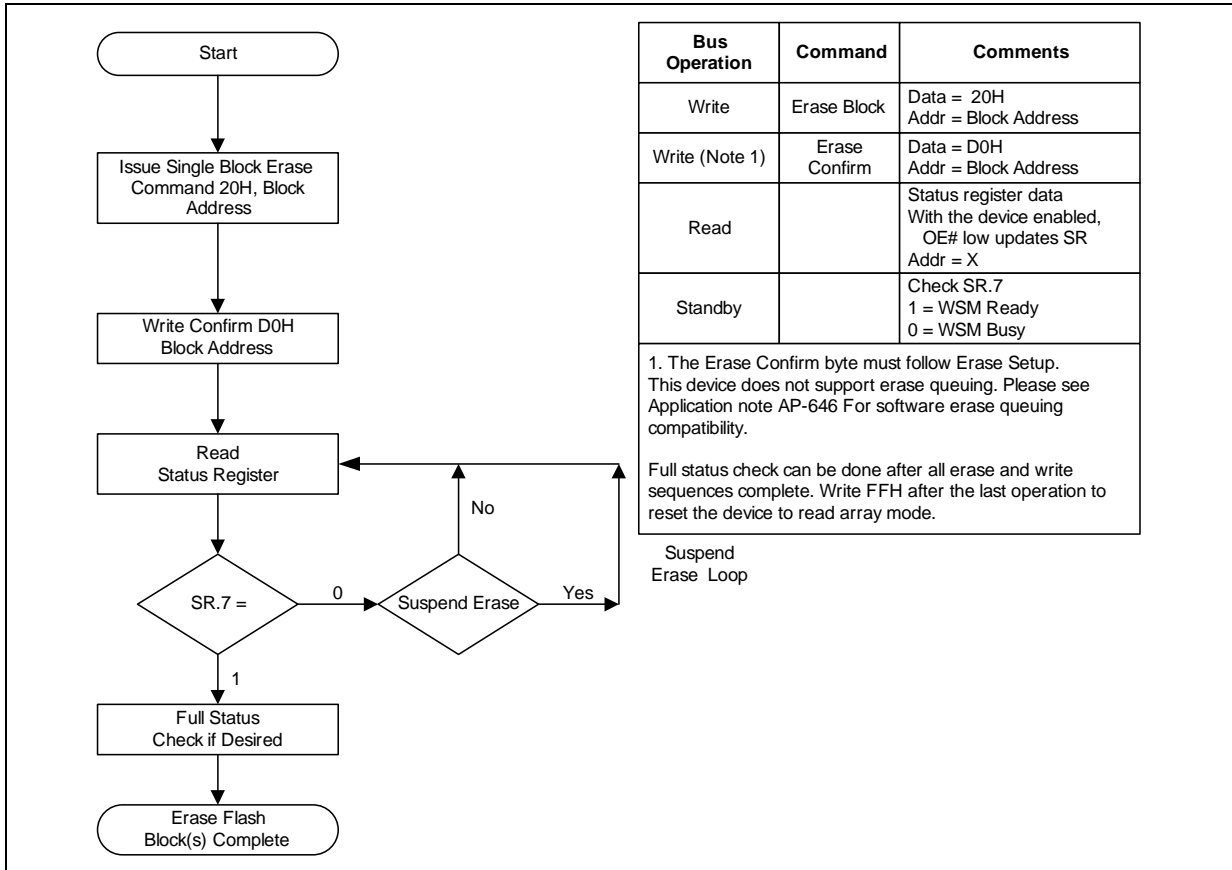 Start
Issue Single Block Erase
Command 20H, Block
Address
Write Confirm D0H
Block Address
Read
Status Register
No
SR.7 =
0
Suspend Erase
Yes
1
Full Status
Check if Desired
Erase Flash
Block(s) Complete
Suspend
Erase Loop
Bus
Operation
Command
Comments
Write
Erase Block
Data = 20H
Addr = Block Address
Write (Note 1)
Erase
Confirm
Data = D0H
Addr = Block Address
Read
Status register data
With the device enabled,
OE# low updates SR
Addr = X
Standby
Check SR.7
1 = WSM Ready
0 = WSM Busy
1. The Erase Confirm byte must follow Erase Setup.
This device does not support erase queuing. Please see
Application note AP-646 For software erase queuing
compatibility.
Full status check can be done after all erase and write
sequences complete. Write FFH after the last operation to
reset the device to read array mode.